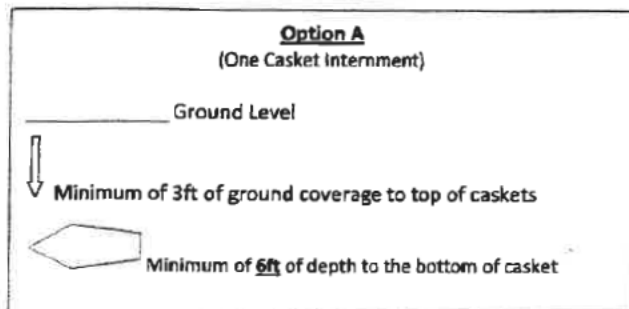 Option A
(One Casket Internment)
Ground Level
Minimum of 3ft of ground coverage to top of caskets
Minimum of 6ft of depth to the bottom of casket